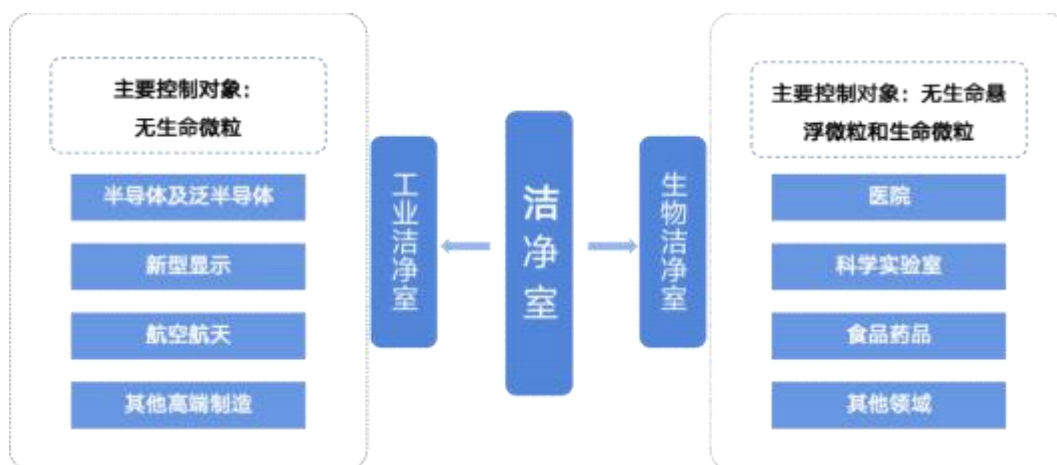 主要控制对象：
无生命微粒
半导体及泛半导体
新型显示
航空航天
其他高端制造
工业洁净室
洁净室
生物洁净室
主要控制对象：无生命悬
浮微粒和生命微粒
医院
科学实验室
食品药品
其他领域